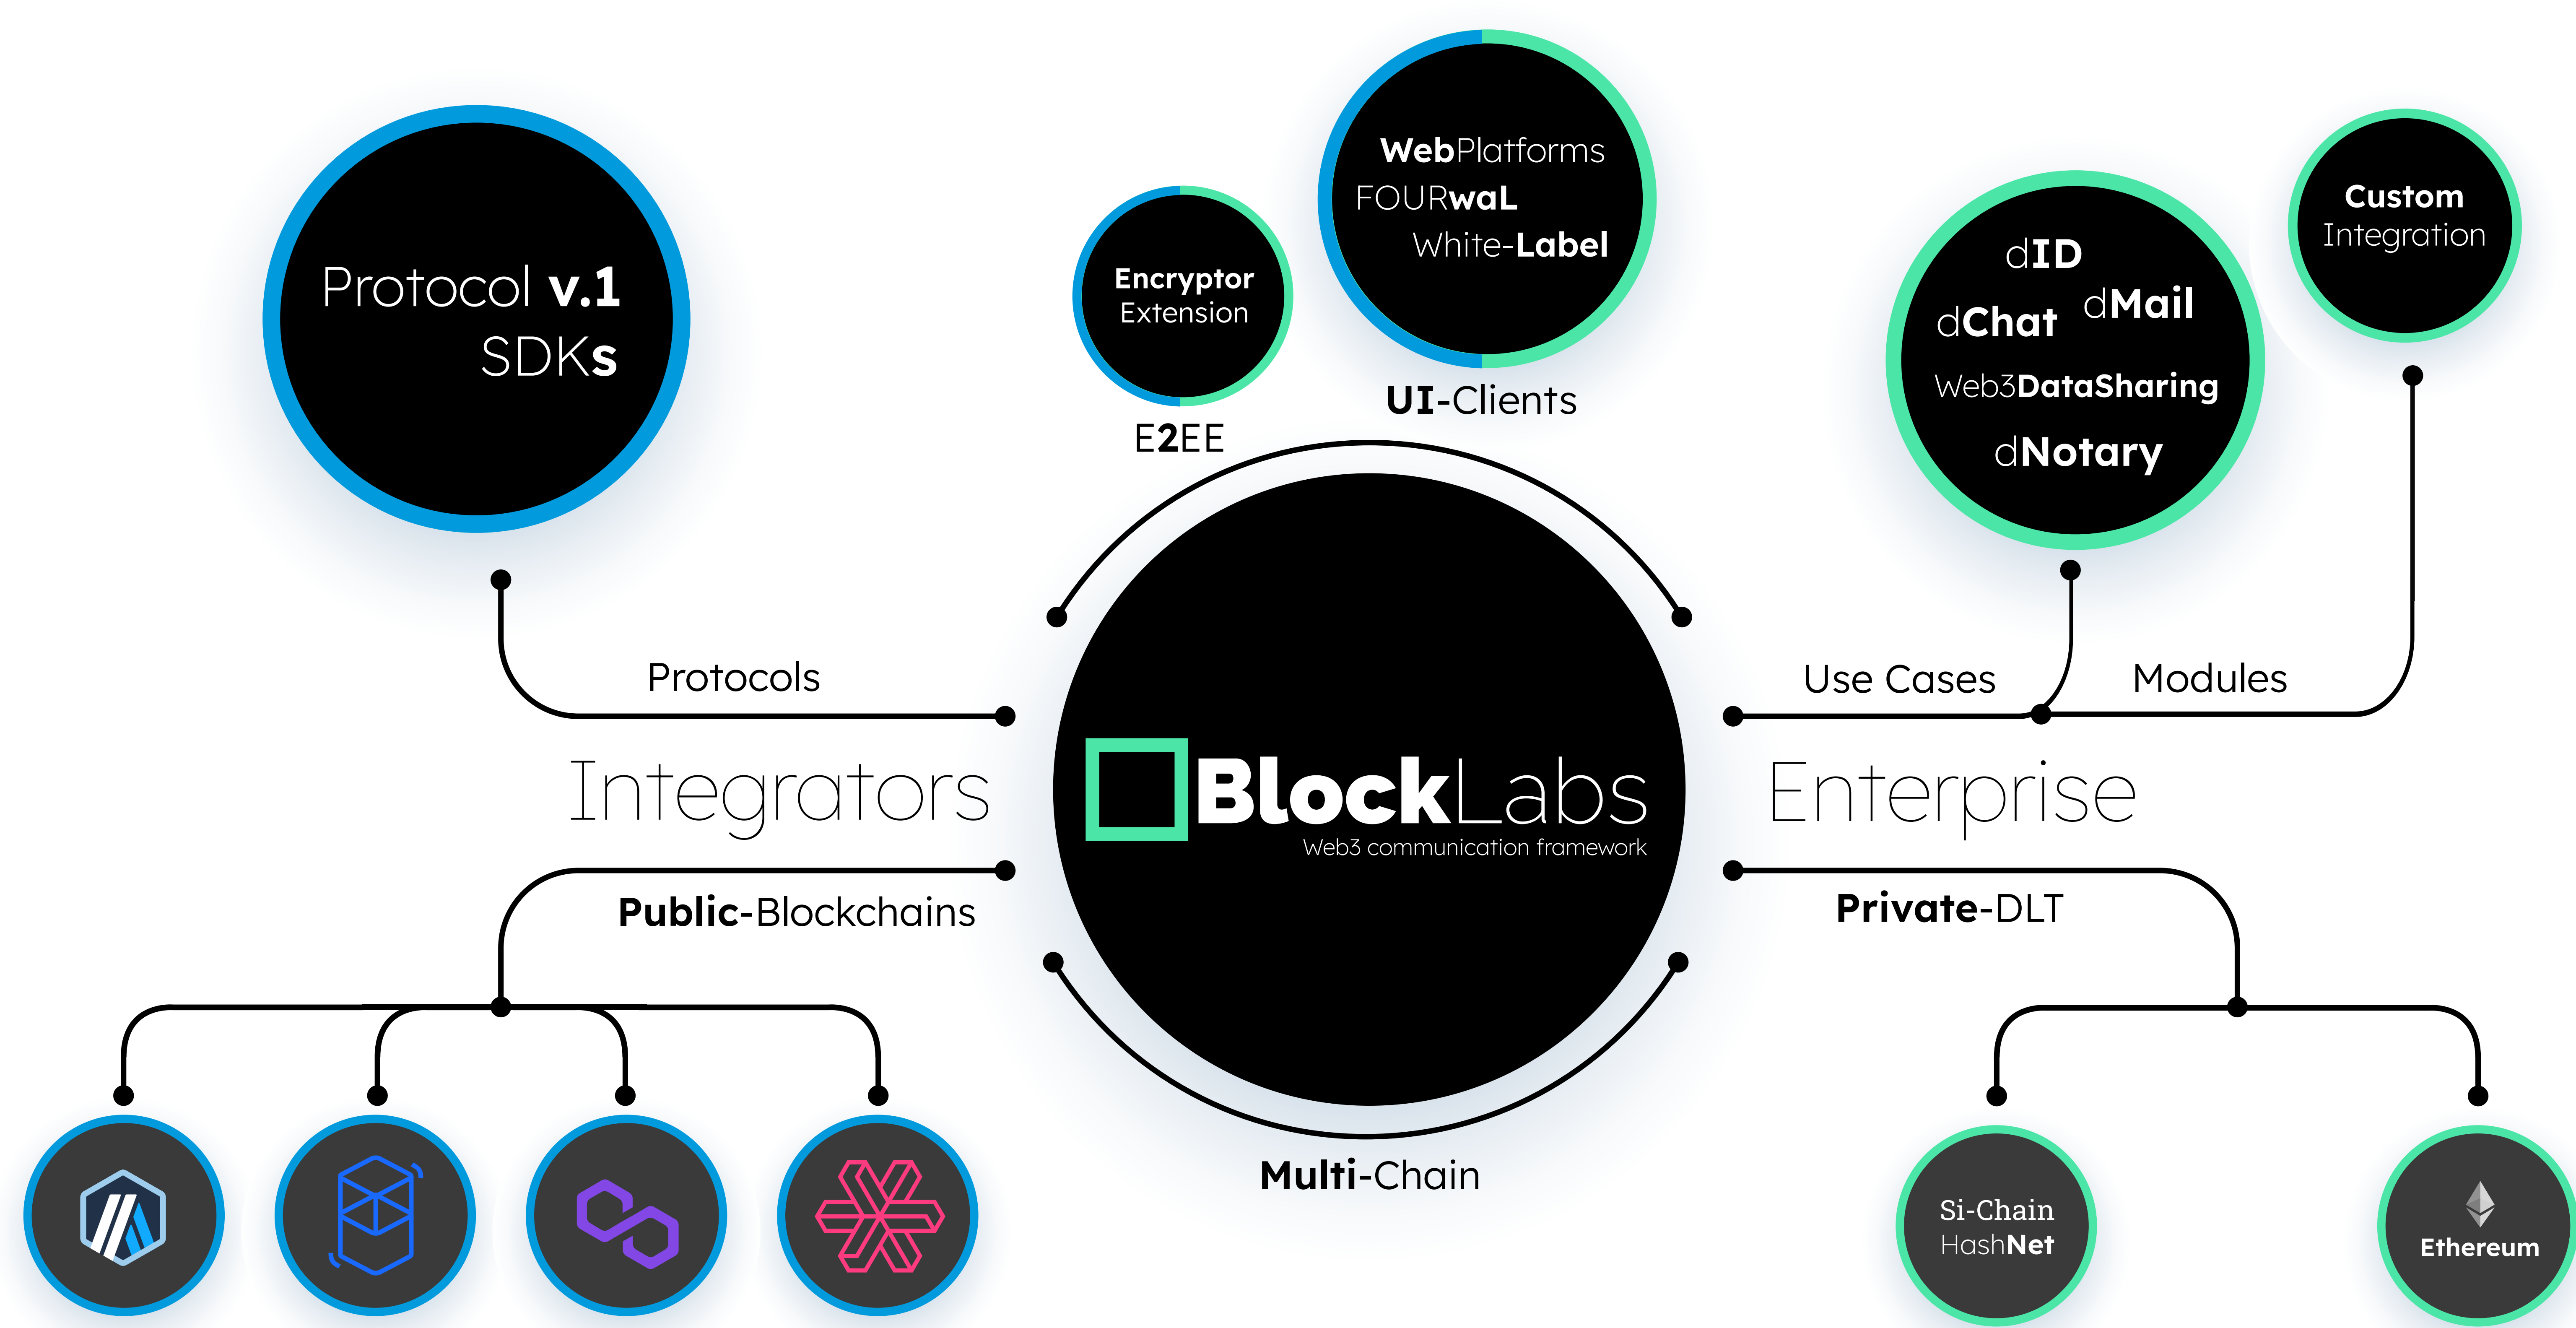 Protocol v.1
SDKs
Encryptor
Extension
E2EE
WebPlatforms
FOURwaL
White-Label
UI-Clients
dID
dChat dMail
Web3DataSharing
dNotary
Custom
Integration
Protocols
Use Cases
Modules
Integrators
BlockLabs
Web3 communication framework
Enterprise
Public-Blockchains
Private-DLT
Multi-Chain
Si-Chain
HashNet
Ethereum